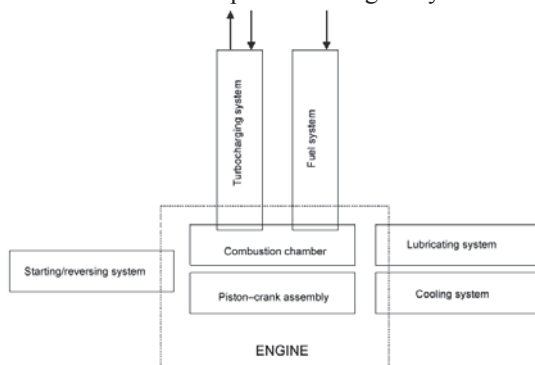 Turbocharging system
Fuel system
Combustion chamber
Lubricating system
Starting/reversing system
Piston–crank assembly
Cooling system
ENGINE